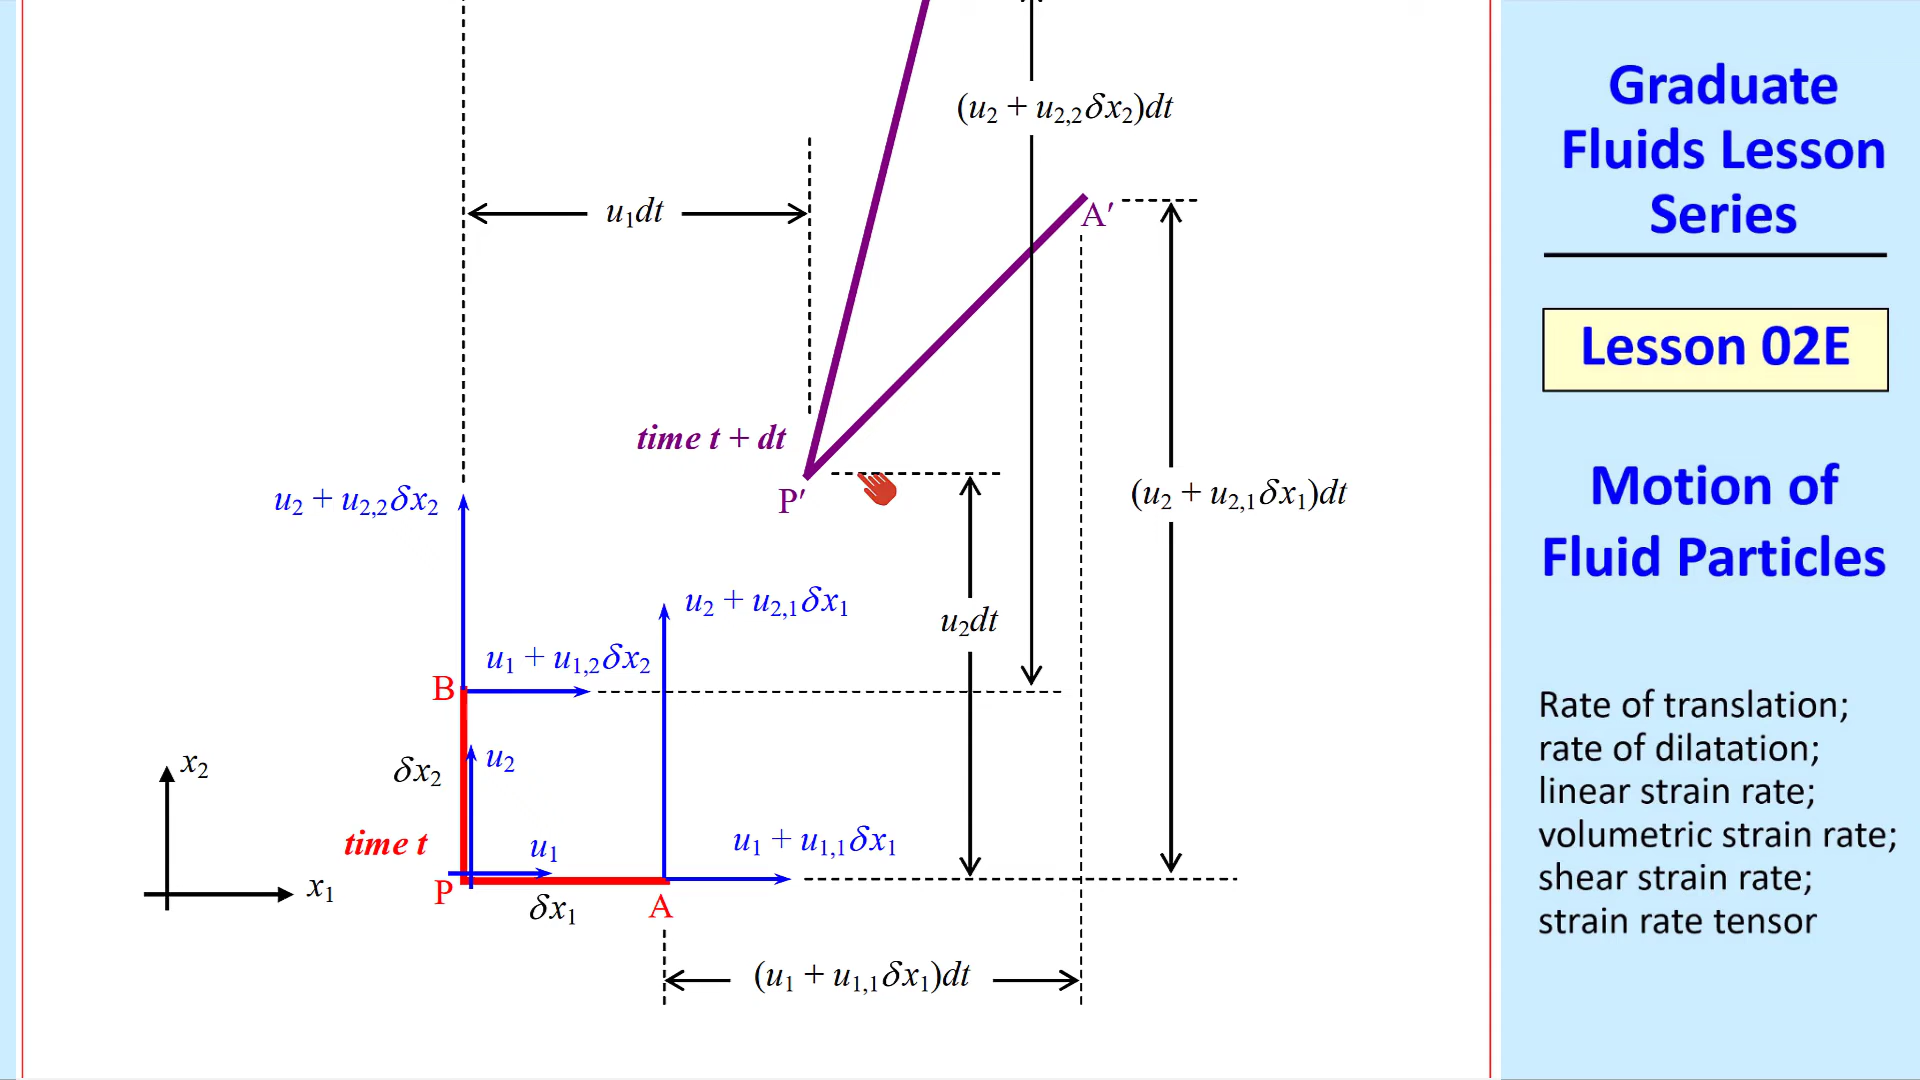 (u₂ + u₂,₂δx₂)dt
u₁dt
A′
time t + dt
P′
(u₂ + u₂,₁δx₁)dt
u₂ + u₂,₂δx₂
u₂ + u₂,₁δx₁
u₂dt
u₁ + u₁,₂δx₂
B
u₂
δx₂
x₂
time t
u₁
u₁ + u₁,₁δx₁
x₁
P
δx₁
A
(u₁ + u₁,₁δx₁)dt
Graduate
Fluids Lesson
Series
Lesson 02E
Motion of
Fluid Particles
Rate of translation;
rate of dilatation;
linear strain rate;
volumetric strain rate;
shear strain rate;
strain rate tensor